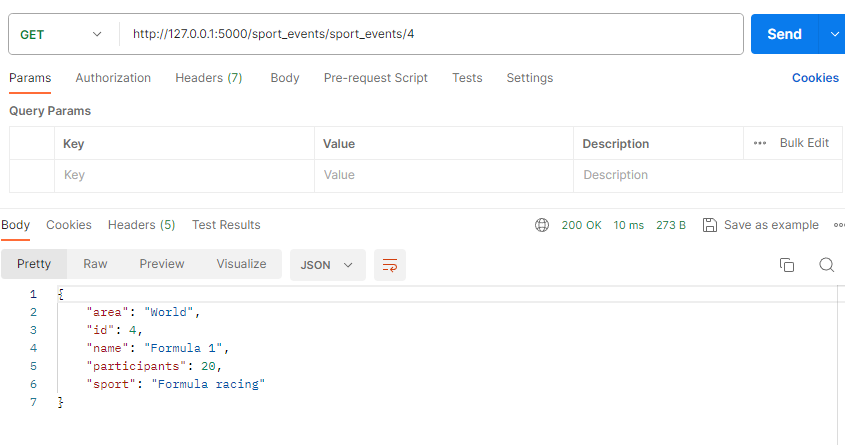 GET http://127.0.0.1:5000/sport_events/sport_events/4 Send
Params Authorization Headers (7) Body Pre-request Script Tests Settings Cookies
Query Params
Key Value Description ••• Bulk Edit
Key Value Description
Body Cookies Headers (5) Test Results 200 OK 10 ms 273 B Save as example
Pretty Raw Preview Visualize JSON
1 {
2 "area": "World",
3 "id": 4,
4 "name": "Formula 1",
5 "participants": 20,
6 "sport": "Formula racing"
7 }